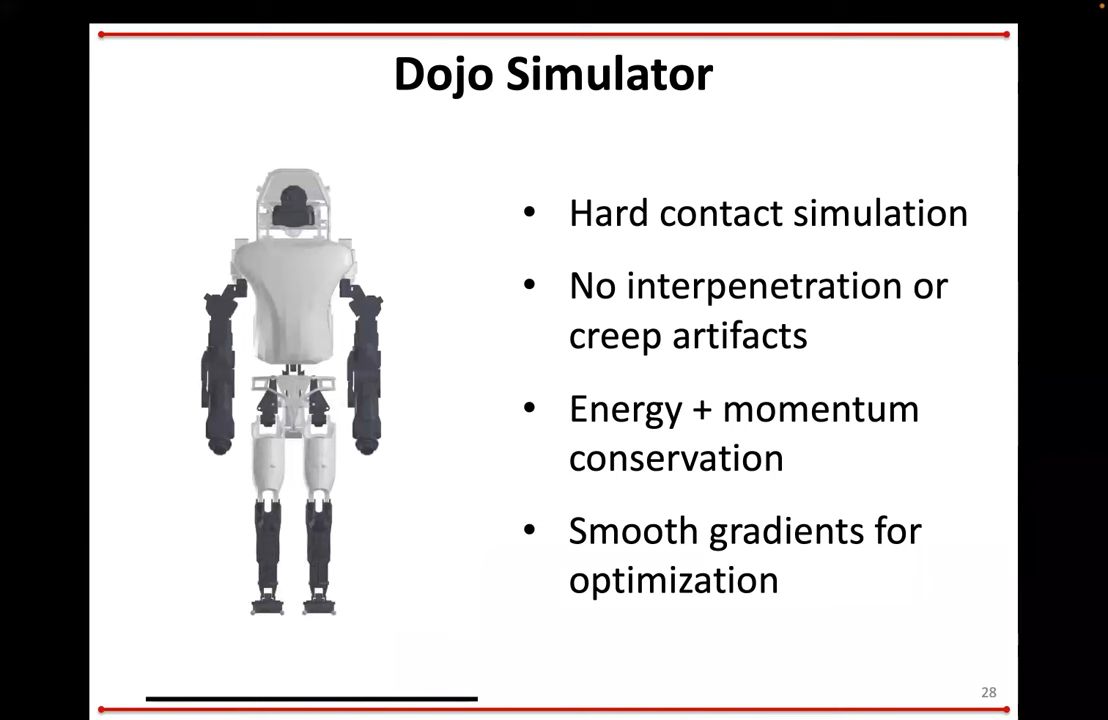 Dojo Simulator
• Hard contact simulation
• No interpenetration or
creep artifacts
• Energy + momentum
conservation
• Smooth gradients for
optimization
28